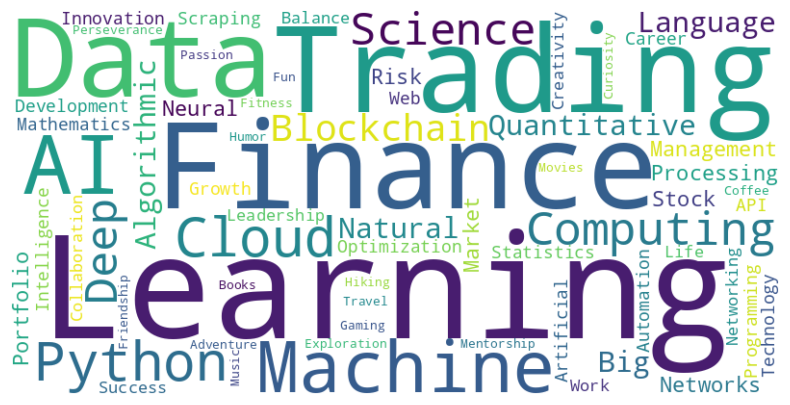 Innovation
Scraping
Balance
Science
Language
Perseverance
Data
Trading
Passion
Fun
Risk
Web
Creativity
Career
Curiosity
Development
Mathematics
Algorithmic
Neural
Fitness
Humor
Blockchain
Quantitative
AI
Finance
Movies
Management
Processing
Coffee
Stock
API
Growth
Intelligence
Collaboration
Deep
Leadership
Cloud
Natural
Optimization
Market
Computing
Statistics
Life
Portfolio
Friendship
Learning
Books
Hiking
Travel
Gaming
Automation
Networking
Programming
Technology
Adventure
Exploration
Mentorship
Artificial
Python
Success
Music
Machine
Work
Big
Networks